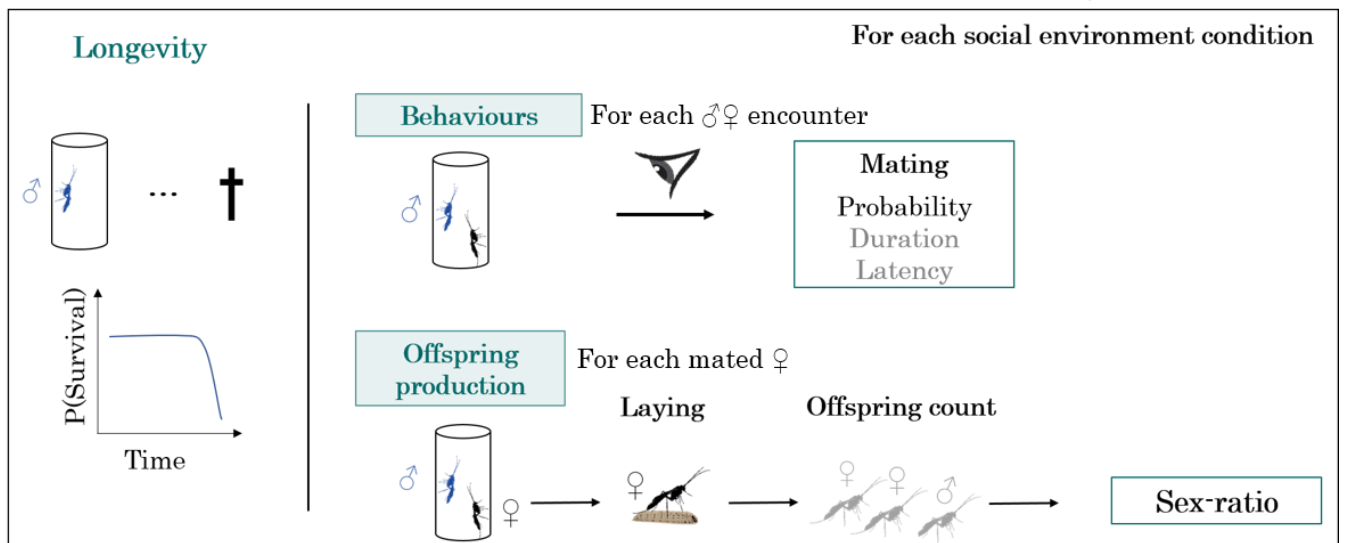 Longevity
For each social environment condition
♂
...
P(Survival)
Time
Behaviours
For each ♂♀ encounter
♂
Mating
Probability
Duration
Latency
Offspring
production
For each mated ♀
♂
♀
Laying
♀
Offspring count
♀ ♀ ♂
Sex-ratio